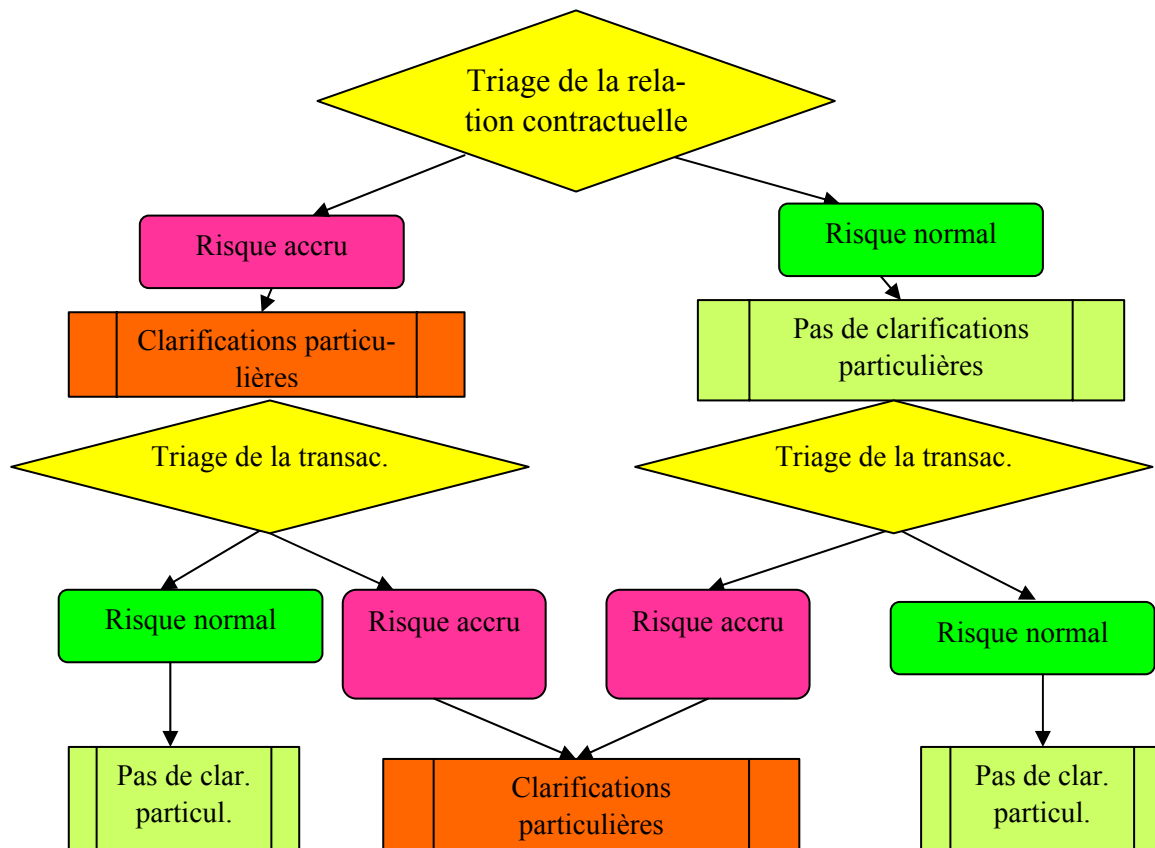 Triage de la rela-
tion contractuelle
Risque accru
Risque normal
Clarifications particu-
lières
Pas de clarifications
particulières
Triage de la transac.
Triage de la transac.
Risque normal
Risque accru
Risque accru
Risque normal
Pas de clar.
particul.
Clarifications
particulières
Pas de clar.
particul.